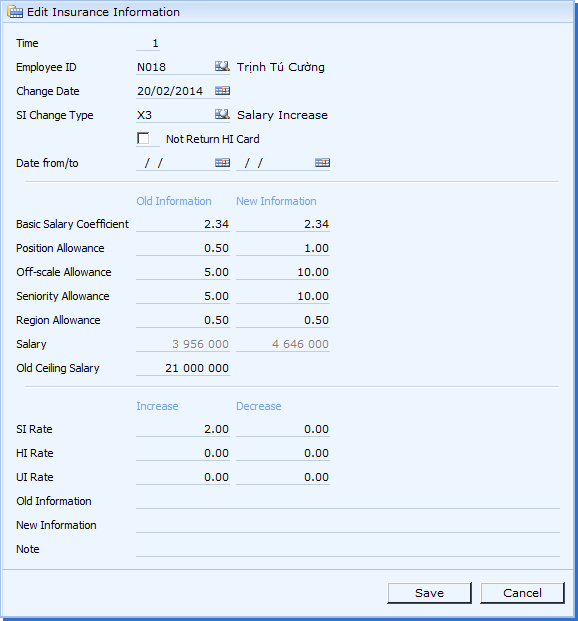 Edit Insurance Information
Time 1
Employee ID N018 Trịnh Tú Cường
Change Date 20/02/2014
SI Change Type X3 Salary Increase
Not Return HI Card
Date from/to / / / /
Old Information New Information
Basic Salary Coefficient 2.34 2.34
Position Allowance 0.50 1.00
Off-scale Allowance 5.00 10.00
Seniority Allowance 5.00 10.00
Region Allowance 0.50 0.50
Salary 3 956 000 4 646 000
Old Ceiling Salary 21 000 000
Increase Decrease
SI Rate 2.00 0.00
HI Rate 0.00 0.00
UI Rate 0.00 0.00
Old Information
New Information
Note
Save Cancel